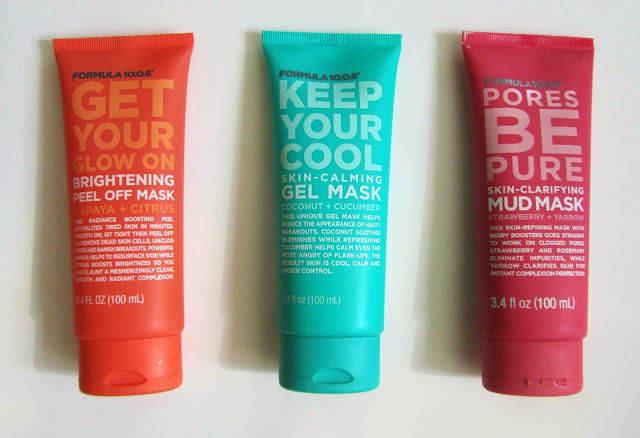 FORMULA 10.0.6
GET
YOUR
GLOW ON
BRIGHTENING
PEEL OFF MASK
PAPAYA + CITRUS
THE RADIANCE BOOSTING PEEL
REVITALIZES TIRED SKIN IN MINUTES.
SMOOTH ON, SIT TIGHT THEN PEEL OFF
TO REMOVE DEAD SKIN CELLS, UNCLOG
PORES AND BANISH BREAKOUTS. POWERFUL
PAPAYA HELPS TO RESURFACE SKIN WHILE
CITRUS BOOSTS BRIGHTNESS SO YOU
CAN FLAUNT A MESMERIZINGLY CLEAR,
SMOOTH AND RADIANT COMPLEXION.
3.4 FL OZ (100 mL)
FORMULA 10.0.6
KEEP
YOUR
COOL
SKIN-CALMING
GEL MASK
COCONUT + CUCUMBER
THIS UNIQUE GEL MASK HELPS
REDUCE THE APPEARANCE OF NASTY
BREAKOUTS. COCONUT SOOTHES
BLEMISHES WHILE REFRESHING
CUCUMBER HELPS CALM EVEN THE
MOST ANGRY OF FLARE-UPS. THE
RESULT? SKIN IS COOL, CALM AND
UNDER CONTROL.
3.4 fl oz (100 mL)
FORMULA 10.0.6
PORES
BE
PURE
SKIN-CLARIFYING
MUD MASK
STRAWBERRY + YARROW
THIS SKIN-REFINING MASK WITH
BERRY BOOSTERS GOES STRAIGHT
TO WORK ON CLOGGED PORES.
STRAWBERRY AND ROSEMARY
ELIMINATE IMPURITIES, WHILE
YARROW CLARIFIES SKIN FOR
INSTANT COMPLEXION PERFECTION.
3.4 fl oz (100 mL)